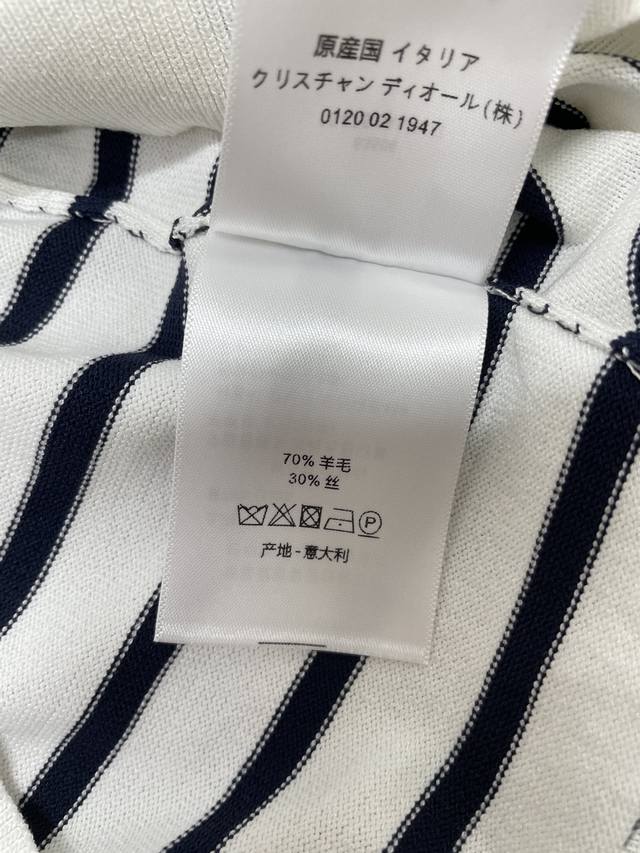 原産国 イタリア
クリスチャン ディオール(株)
0120 02 1947
70% 羊毛
30% 丝
P
产地 - 意大利